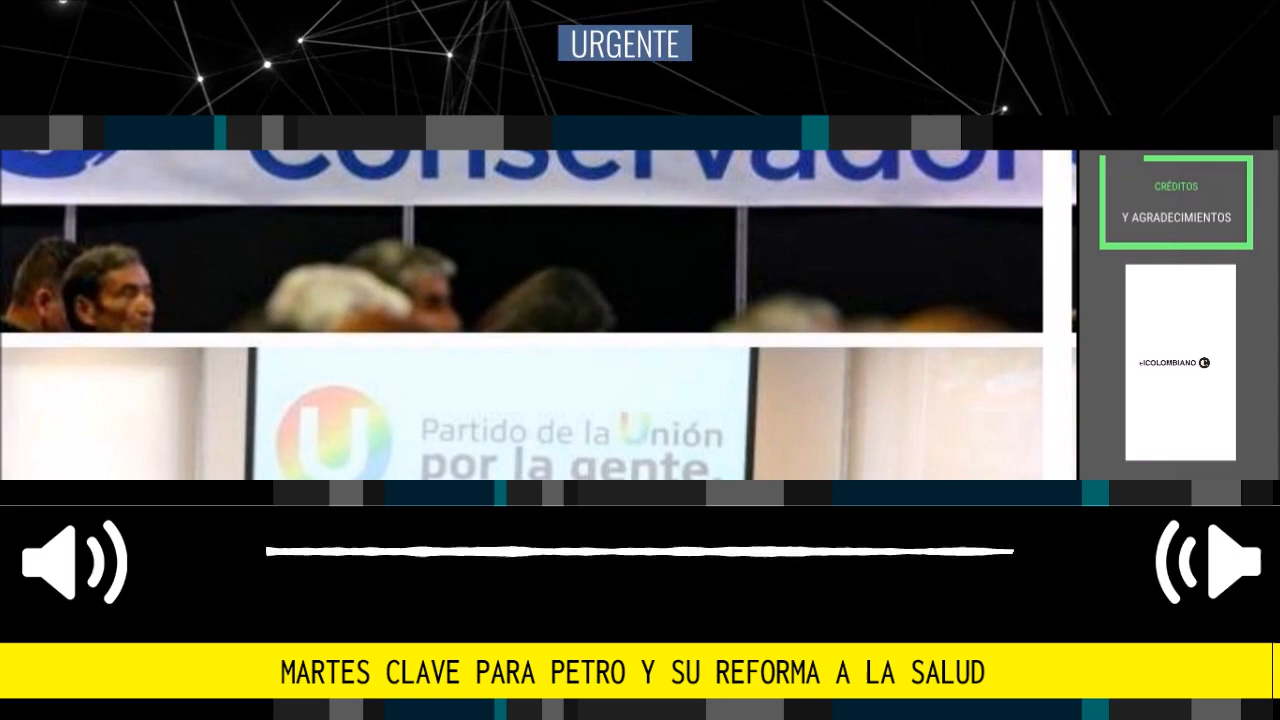 URGENTE
Conservador
CRÉDITOS
Y AGRADECIMIENTOS
elCOLOMBIANO
U
Partido de la Unión
por la gente.
MARTES CLAVE PARA PETRO Y SU REFORMA A LA SALUD